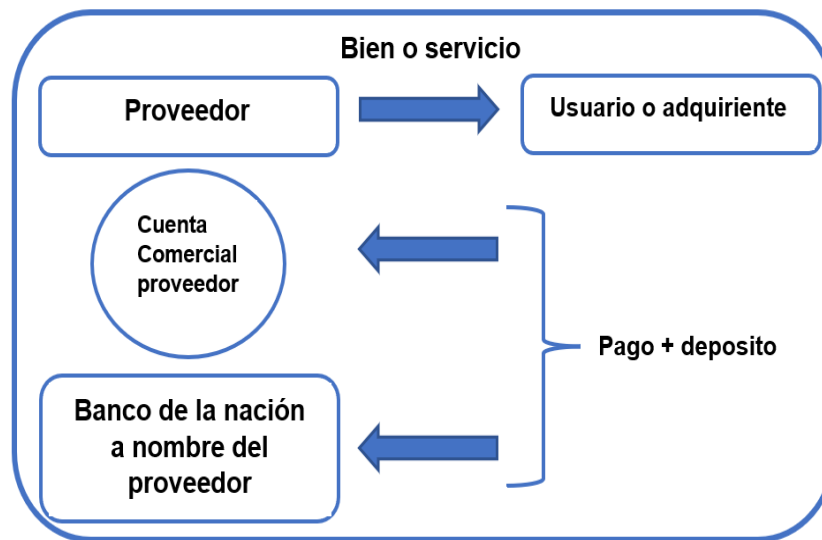 Bien o servicio
Proveedor
Usuario o adquiriente
Cuenta
Comercial
proveedor
Pago + deposito
Banco de la nación
a nombre del
proveedor